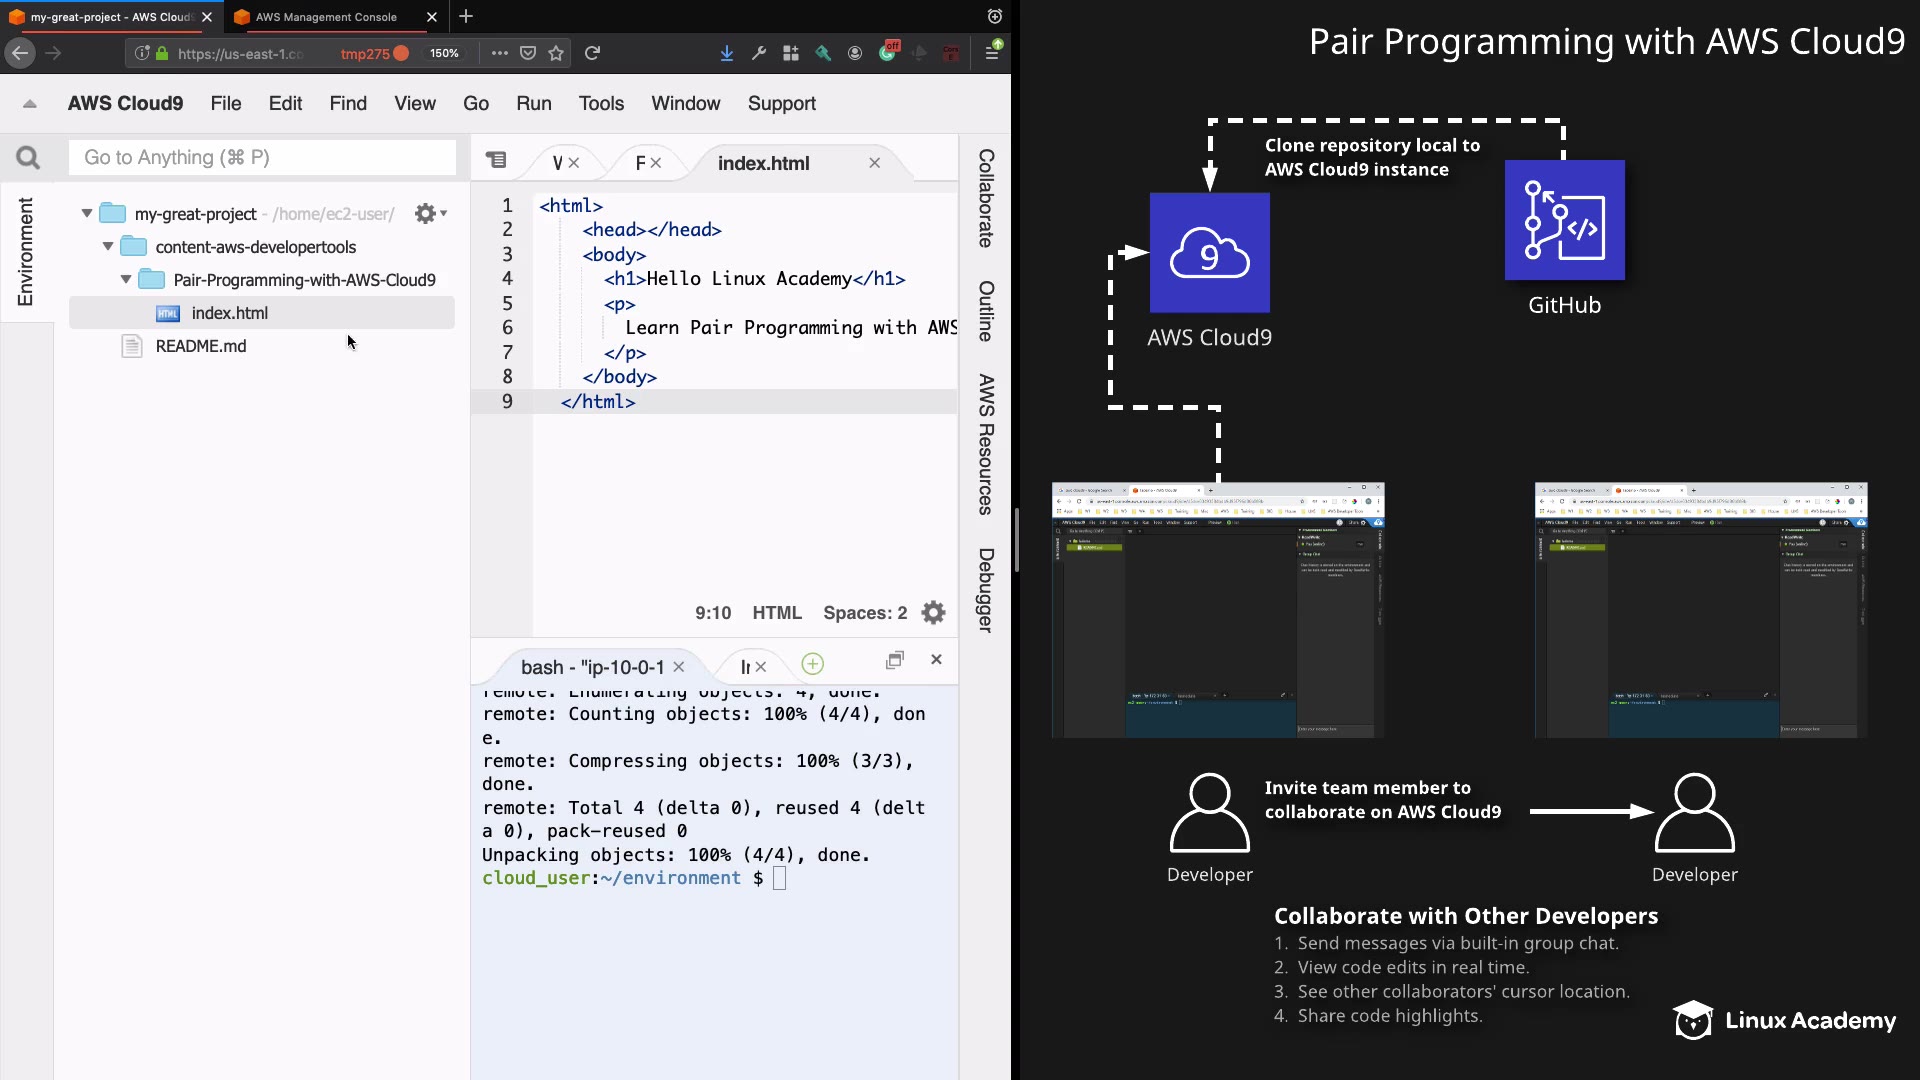 my-great-project - AWS Cloud
AWS Management Console
https://us-east-1.co
tmp275
150%
off
AWS Cloud9 File Edit Find View Go Run Tools Window Support
Go to Anything (⌘ P)
Environment
my-great-project - /home/ec2-user/
content-aws-developertools
Pair-Programming-with-AWS-Cloud9
index.html
README.md
index.html
1 <html>
2 <head></head>
3 <body>
4 <h1>Hello Linux Academy</h1>
5 <p>
6 Learn Pair Programming with AWS
7 </p>
8 </body>
9 </html>
9:10 HTML Spaces: 2
Collaborate
Outline
AWS Resources
Debugger
bash - "ip-10-0-1
remote: Enumerating objects: 4, done.
remote: Counting objects: 100% (4/4), don
e.
remote: Compressing objects: 100% (3/3),
done.
remote: Total 4 (delta 0), reused 4 (delt
a 0), pack-reused 0
Unpacking objects: 100% (4/4), done.
cloud_user:~/environment $
Pair Programming with AWS Cloud9
Clone repository local to
AWS Cloud9 instance
9
AWS Cloud9
</>
GitHub
Invite team member to
collaborate on AWS Cloud9
Developer
Developer
Collaborate with Other Developers
1. Send messages via built-in group chat.
2. View code edits in real time.
3. See other collaborators' cursor location.
4. Share code highlights.
Linux Academy